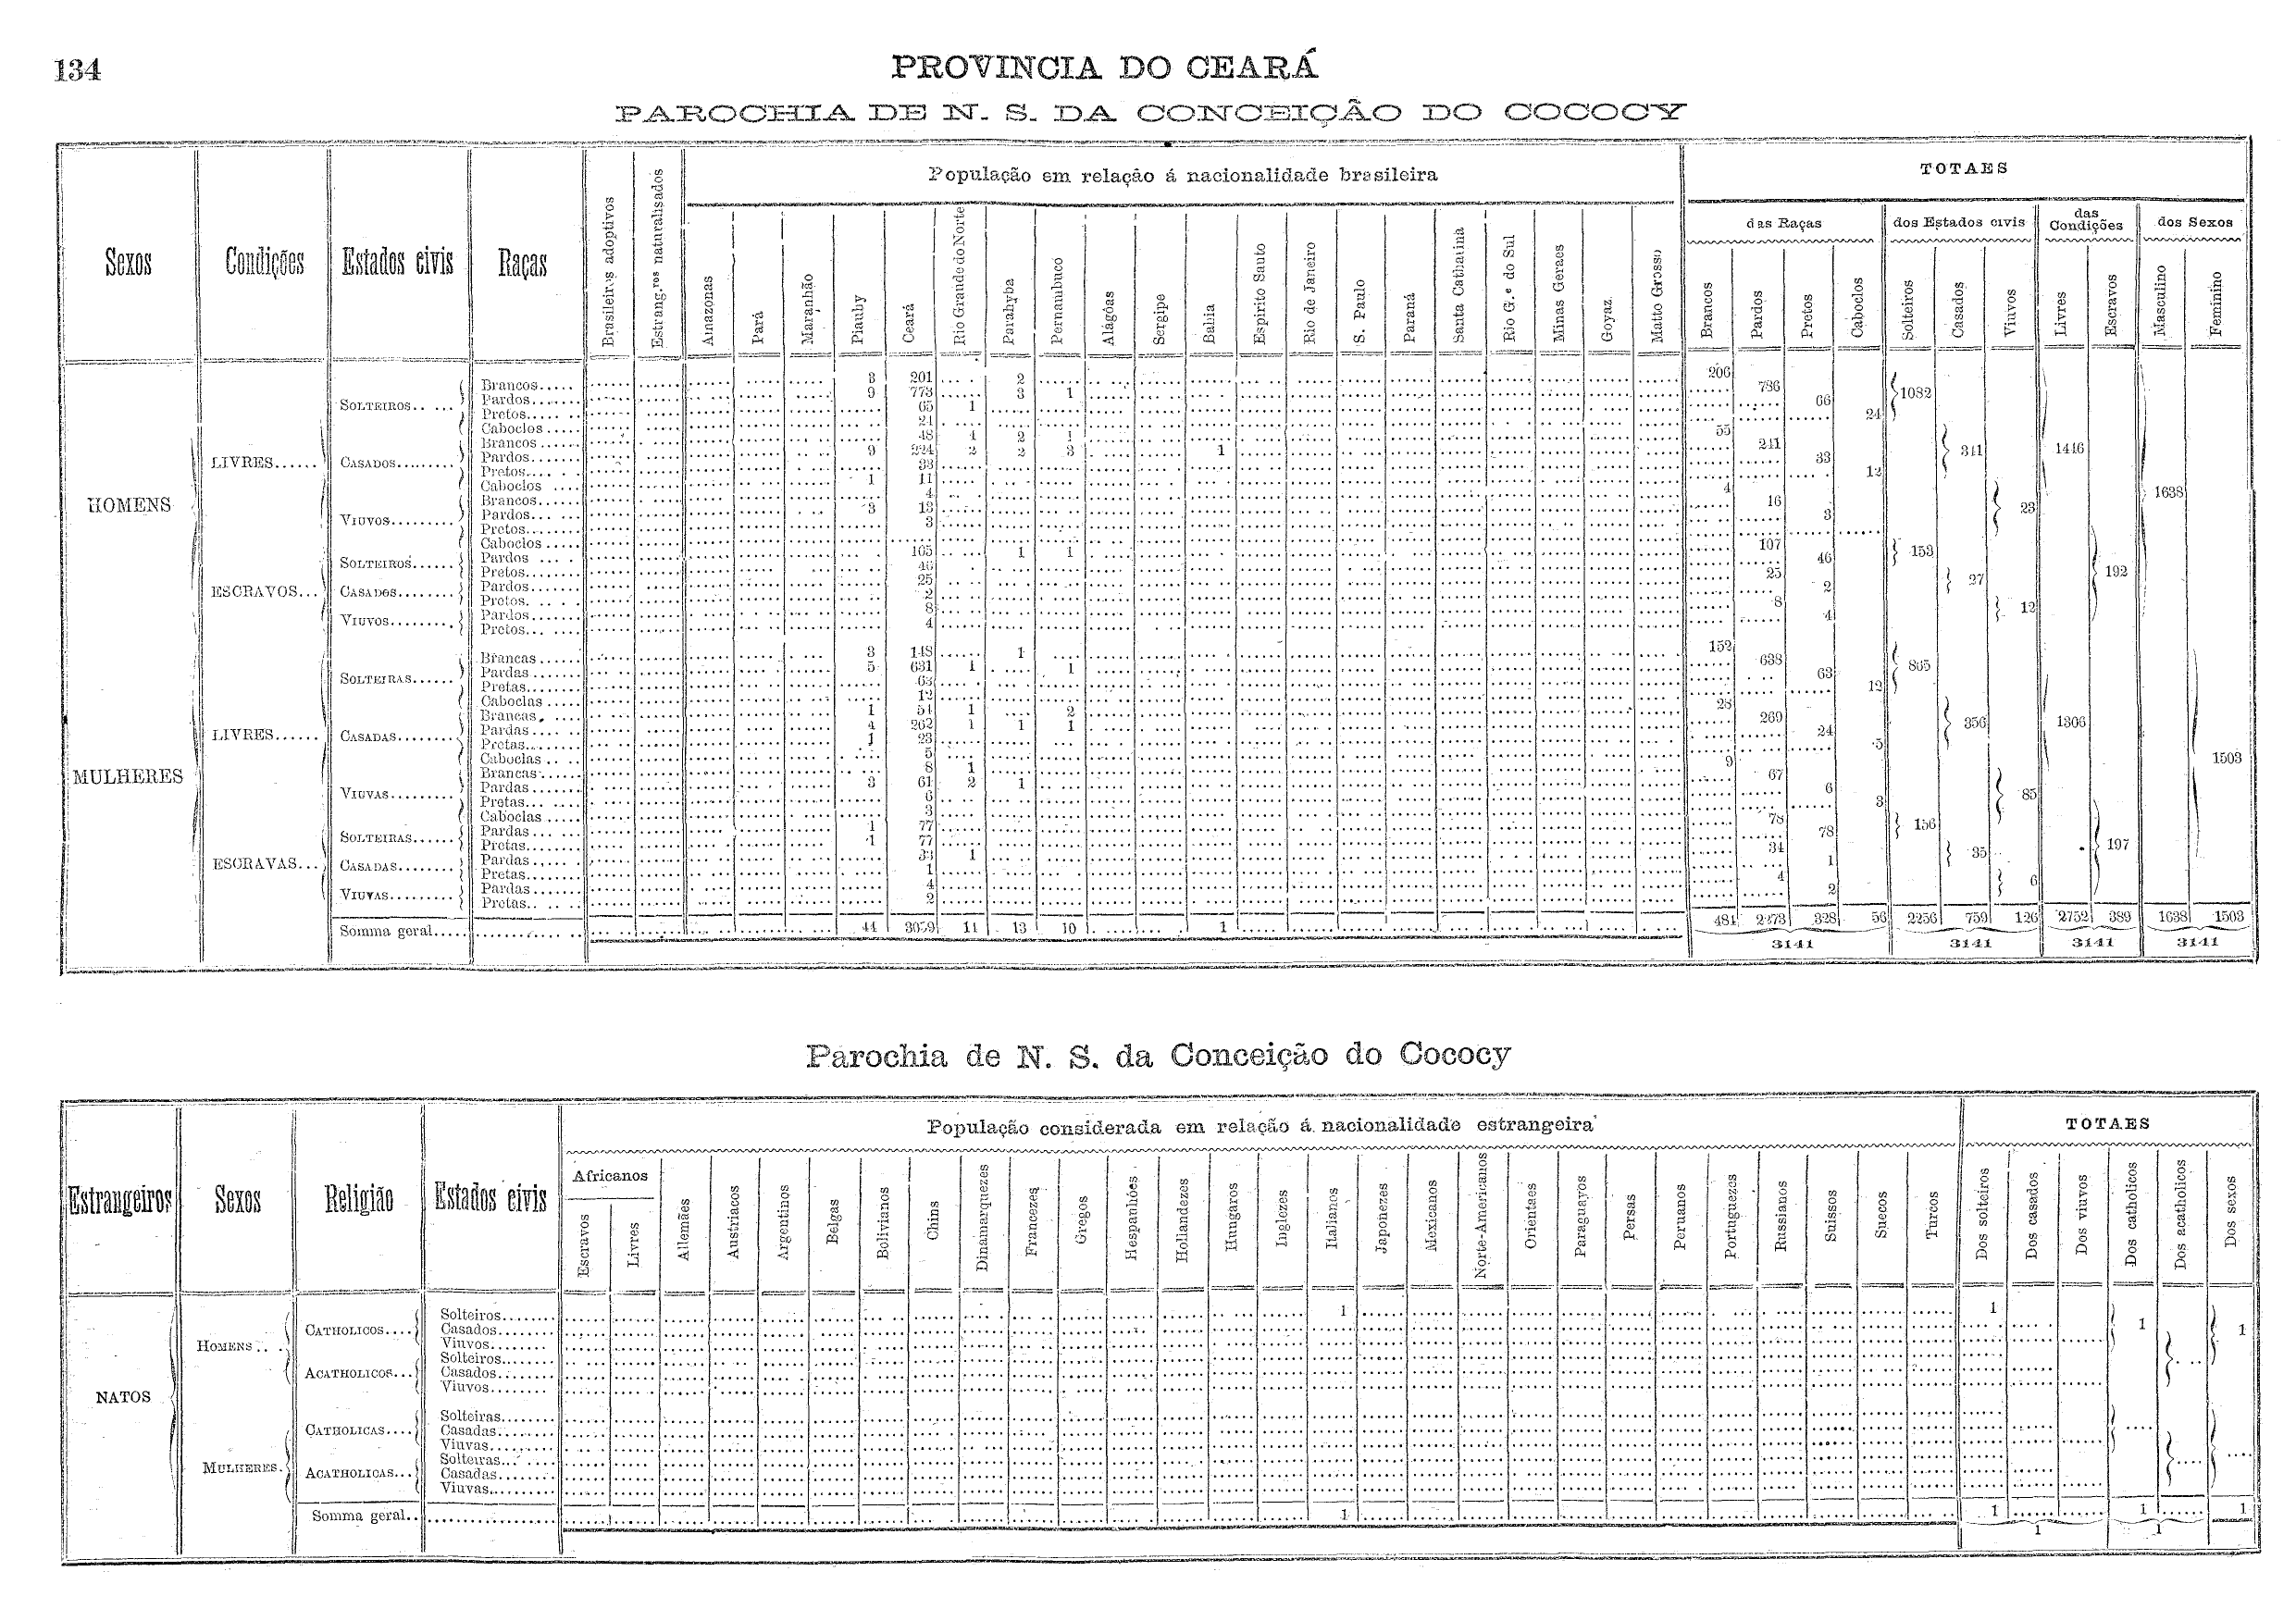 134
PROVINCIA DO CEARÁ
PAROCHIA DE N. S. DA CONCEIÇÃO DO COCOCY
Sexos Condições Estados civis Raças Brasileiros adoptivos Estrang.res naturalisados População em relação á nacionalidade brasileira TOTAES
das Raças dos Estados civis das Condições dos Sexos
Amazonas Pará Maranhão Piauhy Ceará Rio Grande do Norte Parahyba Pernambuco Alágôas Sergipe Bahia Espirito Santo Rio de Janeiro S. Paulo Paraná Santa Catharina Rio G.e do Sul Minas Geraes Goyaz Matto Grosso Brancos Pardos Pretos Caboclos Solteiros Casados Viuvos Livres Escravos Masculino Feminino
HOMENS
LIVRES......
SOLTEIROS.. ... 1082
Brancos..... 3 201 2 206
Pardos....... 9 773 3 1 786
Pretos..... 65 1 66
Caboclos..... 24 24
CASADOS......... 341 1446
Brancos...... 48 4 2 1 55
Pardos....... 9 224 2 2 3 1 241
Pretos.... 33 33
Caboclos .... 1 11 12
VIUVOS......... 23 1638
Brancos...... 4 4
Pardos... 3 13 16
Pretos....... 3 3
Caboclos .....
ESCRAVOS... 192
SOLTEIROS...... 153
Pardos ... 105 1 1 107
Pretos....... 46 46
CASADOS........ 27
Pardos....... 25 25
Pretos. 2 2
VIUVOS......... 12
Pardos....... 8 8
Pretos... .... 4 4
MULHERES
LIVRES......
SOLTEIRAS...... 865
Brancas...... 3 148 1 152
Pardas....... 5 631 1 1 638
Pretas....... 63 63
Caboclas..... 12 12
CASADAS........ 356 1306
Brancas. .... 1 54 1 2
Pardas.... 4 262 1 1 1 269
Pretas....... 1 23 24
Caboclas... 5 5
VIUVAS......... 85 1503
Brancas...... 8 1 9
Pardas....... 3 61 2 1 67
Pretas... 6 6
Caboclas..... 3 3
ESCRAVAS... 197
SOLTEIRAS...... 156
Pardas... 1 77 78
Pretas....... 1 77 78
CASADAS........ 35
Pardas..... 33 1 34
Pretas....... 1 1
VIUVAS......... 6
Pardas....... 4 4
Pretas... 2 2
Somma geral..... 44 11 13 10 1 481 2273 328 56 2256 759 126 2752 389 1638 1503
3141 3141 3141 3141
Parochia de N. S. da Conceição do Cococy
Estrangeiros Sexos Religião Estados civis População considerada em relação á nacionalidade estrangeira TOTAES
Africanos
Escravos Livres Allemães Austriacos Argentinos Belgas Bolivianos Chins Dinamarquezes Francezes Gregos Hespanhóes Hollandezes Hungaros Inglezes Italianos Japonezes Mexicanos Norte-Americanos Orientaes Paraguayos Persas Peruanos Portuguezes Russianos Suissos Suecos Turcos Dos solteiros Dos casados Dos viuvos Dos catholicos Dos acatholicos Dos sexos
NATOS
HOMENS...
CATHOLICOS.... 1 1
Solteiros........ 1 1
Casados........
Viuvos........
ACATHOLICOS...
Solteiros.......
Casados.......
Viuvos........
MULHERES.
CATHOLICAS....
Solteiras........
Casadas........
Viuvas.........
ACATHOLICAS...
Solteiras...
Casadas.......
Viuvas.........
Somma geral.. 1 1 1 1
1 1